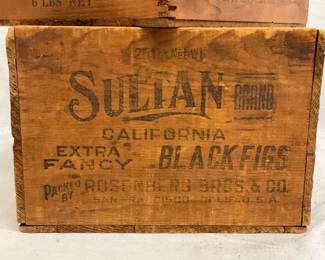 6 LBS NET
SULTAN BRAND
CALIFORNIA
EXTRA FANCY BLACK FIGS
PACKED BY ROSENBERG BROS. & CO.
SAN FRANCISCO, CALIF. U.S.A.